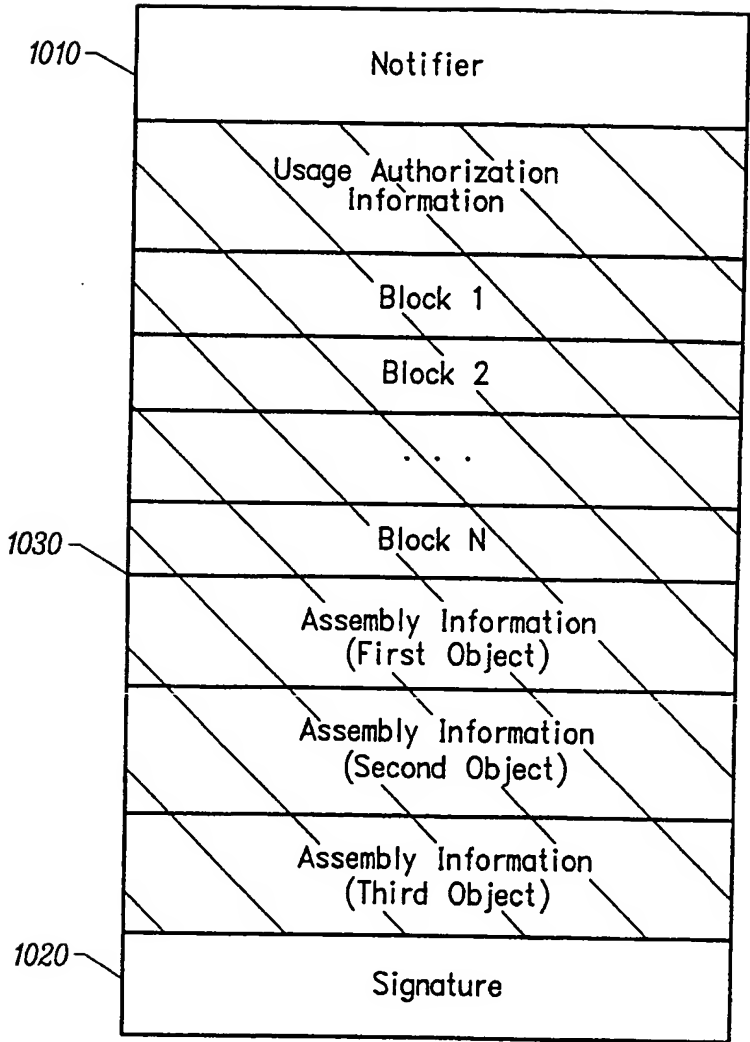 1010
Notifier
Usage Authorization
Information
Block 1
Block 2
. . .
Block N
1030
Assembly Information
(First Object)
Assembly Information
(Second Object)
Assembly Information
(Third Object)
1020
Signature